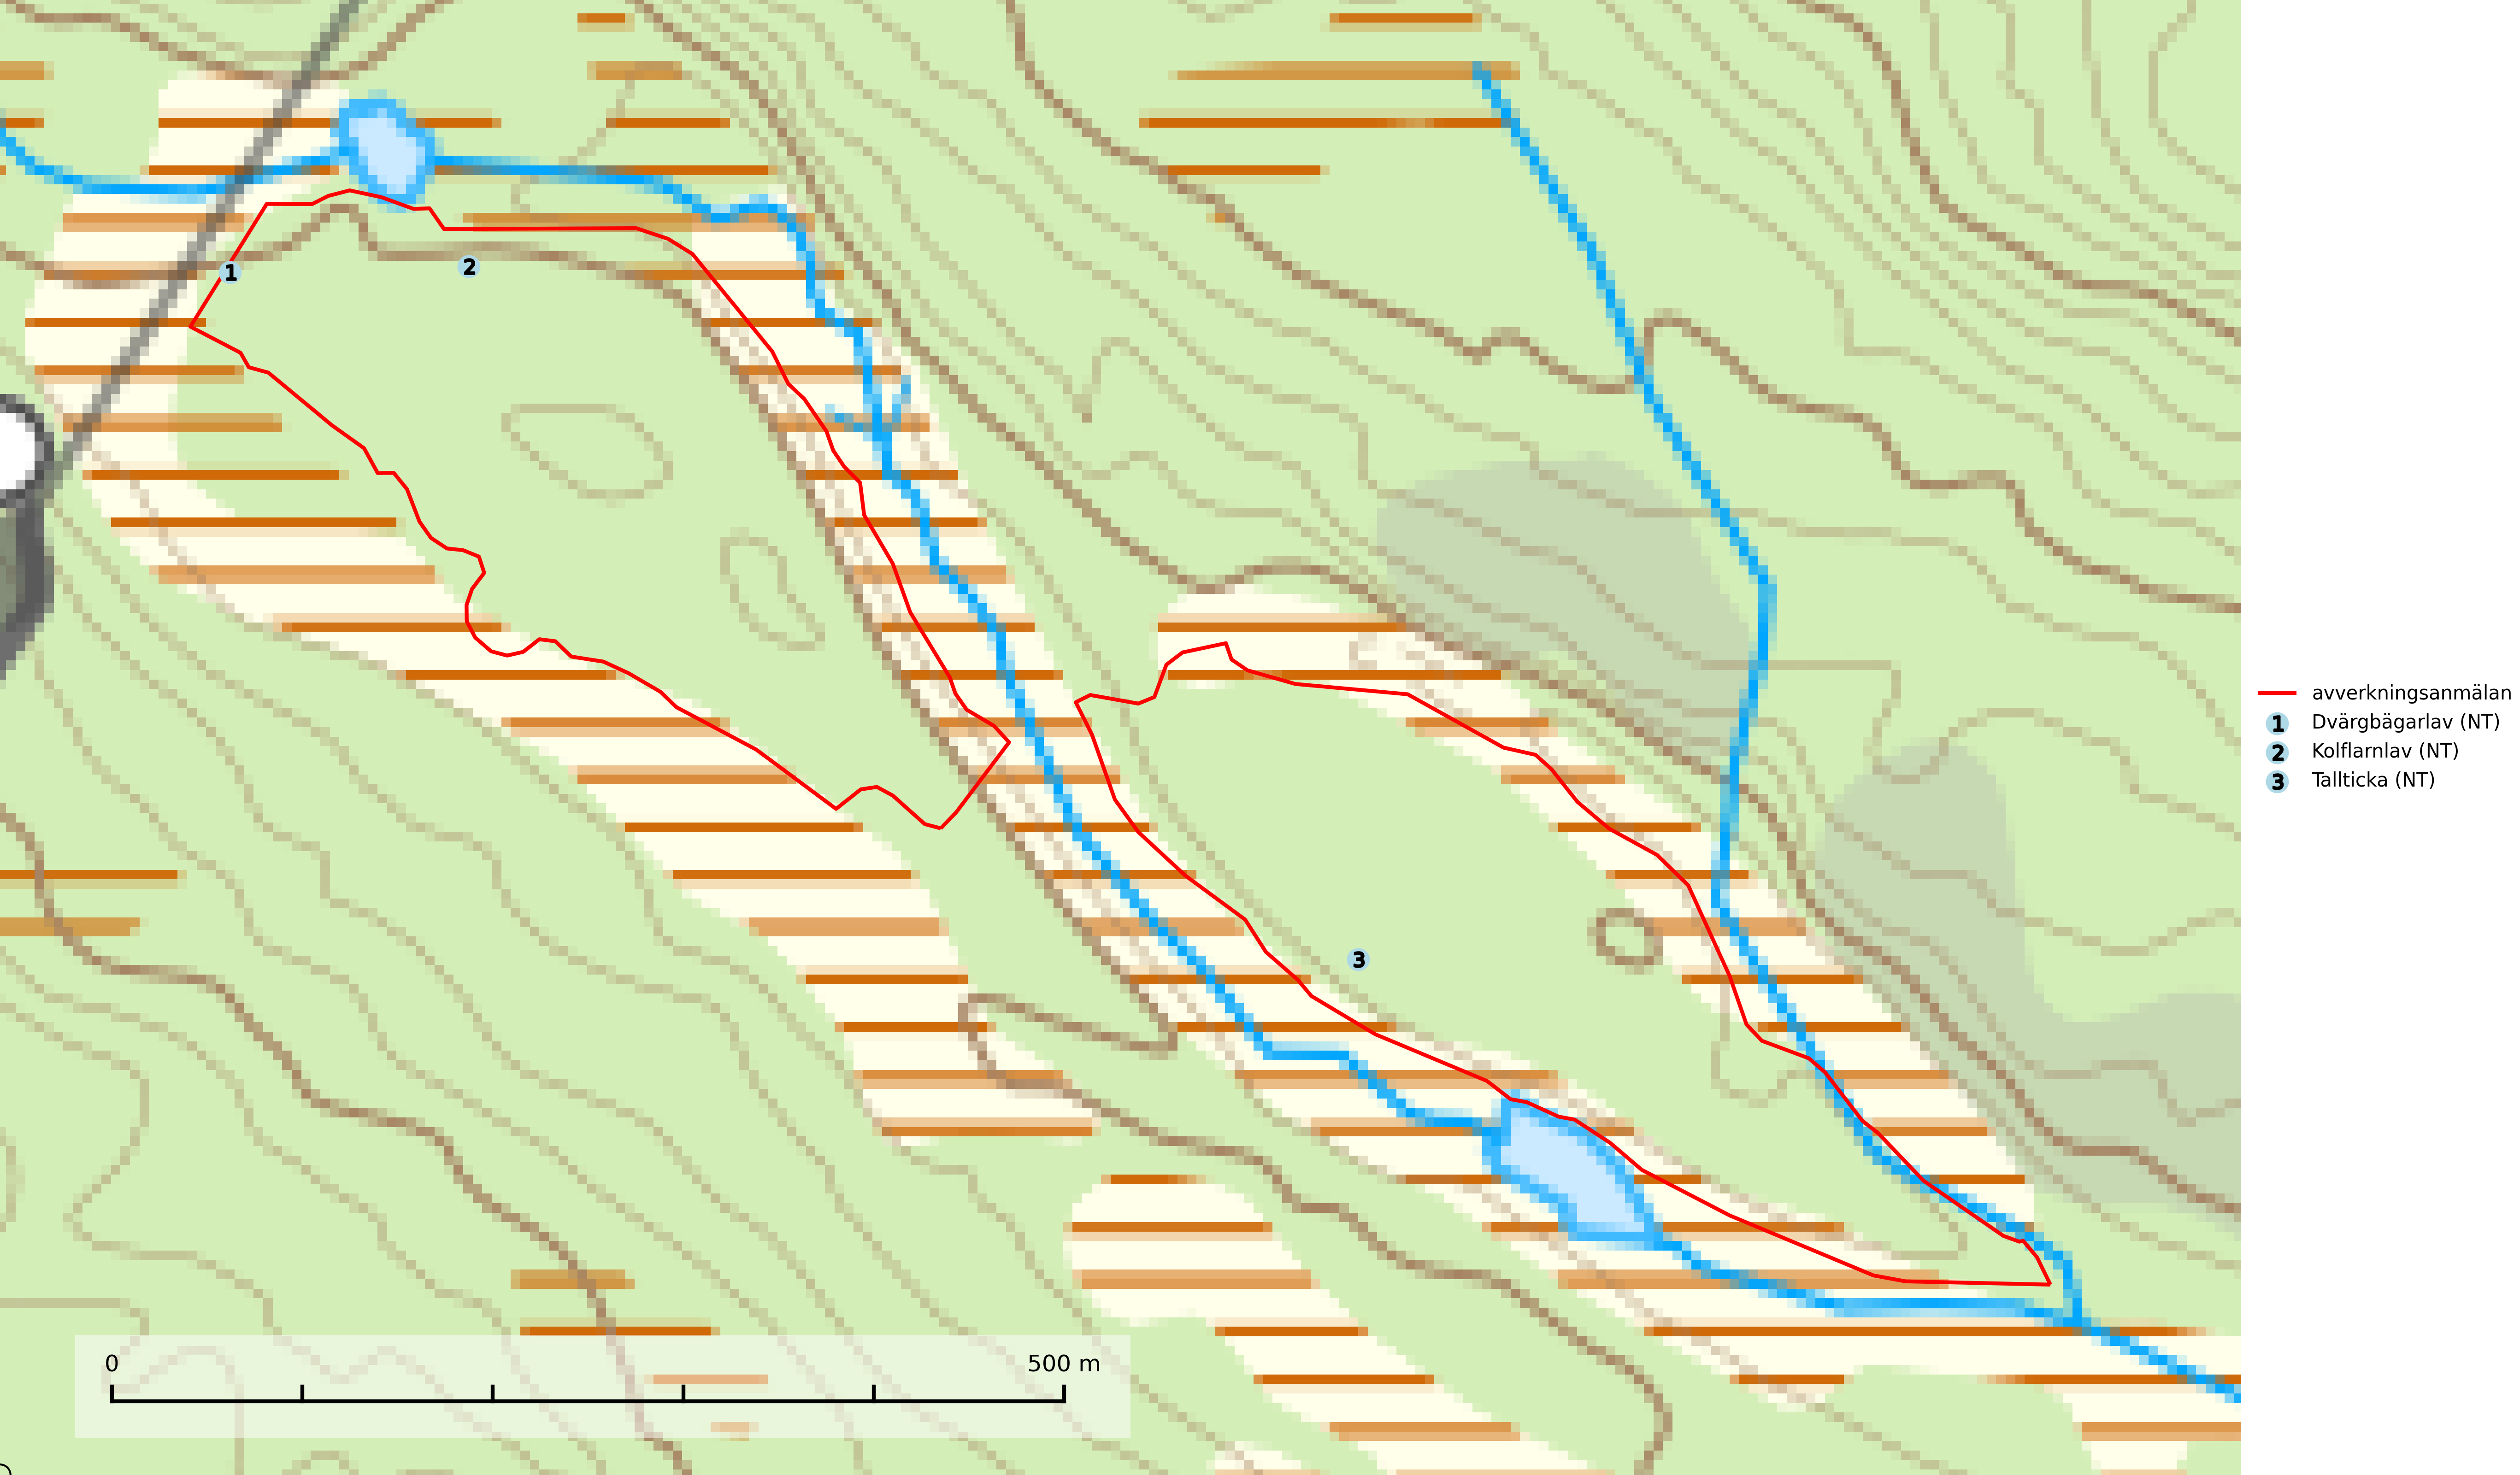 1
2
3
avverkningsanmälan
1 Dvärgbägarlav (NT)
2 Kolflarnlav (NT)
3 Tallticka (NT)
0 500 m